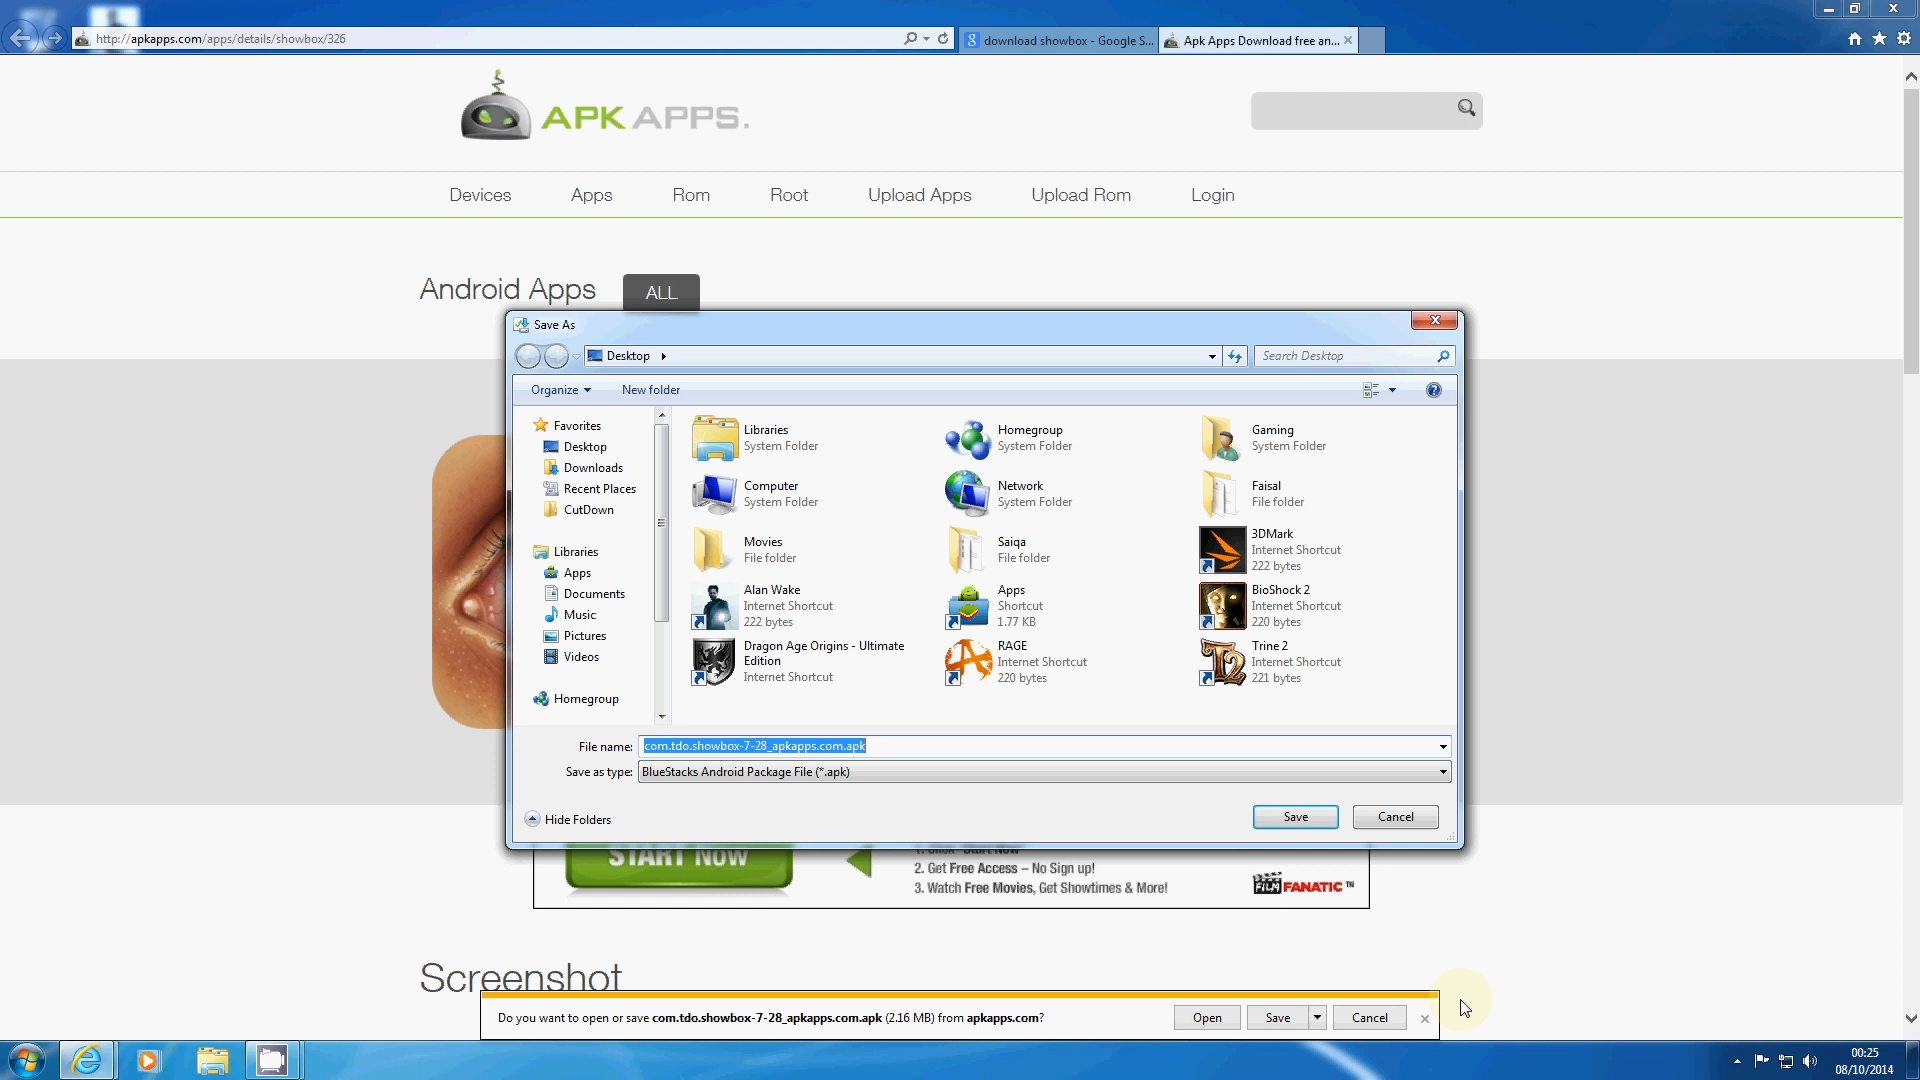 http://apkapps.com/apps/details/showbox/326
download showbox - Google S...
Apk Apps Download free an...
APK APPS.
Devices
Apps
Rom
Root
Upload Apps
Upload Rom
Login
Android Apps
ALL
Save As
Desktop
Search Desktop
Organize
New folder
Favorites
Desktop
Downloads
Recent Places
CutDown
Libraries
Apps
Documents
Music
Pictures
Videos
Homegroup
Libraries
System Folder
Homegroup
System Folder
Gaming
System Folder
Computer
System Folder
Network
System Folder
Faisal
File folder
Movies
File folder
Saiqa
File folder
3DMark
Internet Shortcut
222 bytes
Alan Wake
Internet Shortcut
222 bytes
Apps
Shortcut
1.77 KB
BioShock 2
Internet Shortcut
220 bytes
Dragon Age Origins - Ultimate
Edition
Internet Shortcut
RAGE
Internet Shortcut
220 bytes
Trine 2
Internet Shortcut
221 bytes
File name:
com.tdo.showbox-7-28_apkapps.com.apk
Save as type:
BlueStacks Android Package File (*.apk)
Hide Folders
Save
Cancel
START NOW
1. Click "Start Now"
2. Get Free Access – No Sign up!
3. Watch Free Movies, Get Showtimes & More!
FILM FANATIC™
Screenshot
Do you want to open or save com.tdo.showbox-7-28_apkapps.com.apk (2.16 MB) from apkapps.com?
Open
Save
Cancel
00:25
08/10/2014